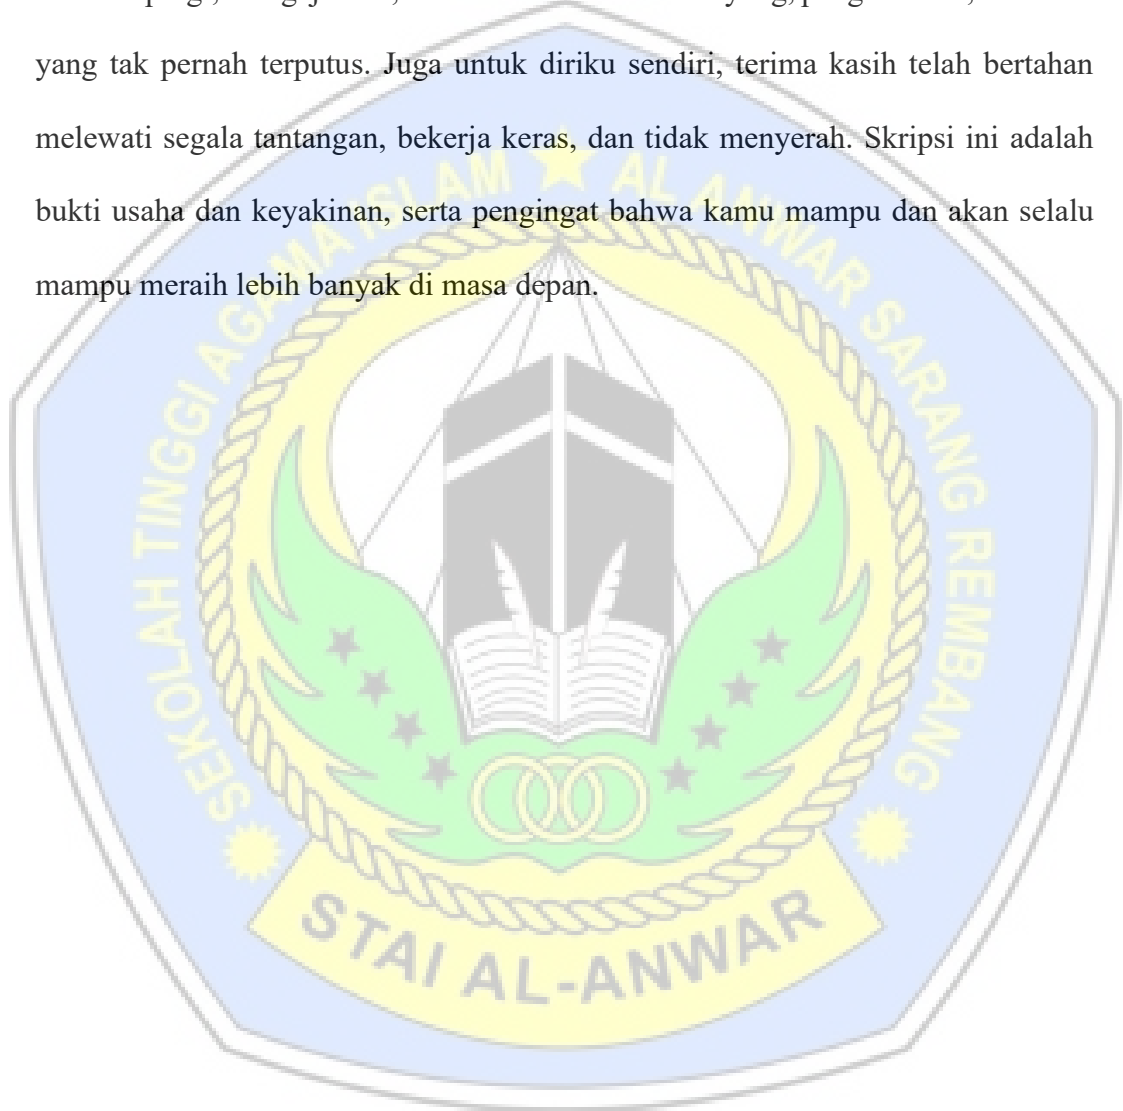 yang tak pernah terputus. Juga untuk diriku sendiri, terima kasih telah bertahan
melewati segala tantangan, bekerja keras, dan tidak menyerah. Skripsi ini adalah
bukti usaha dan keyakinan, serta pengingat bahwa kamu mampu dan akan selalu
mampu meraih lebih banyak di masa depan.
SEKOLAH TINGGI AGAMA ISLAM ★ AL ANWAR SARANG REMBANG
STAI AL-ANWAR